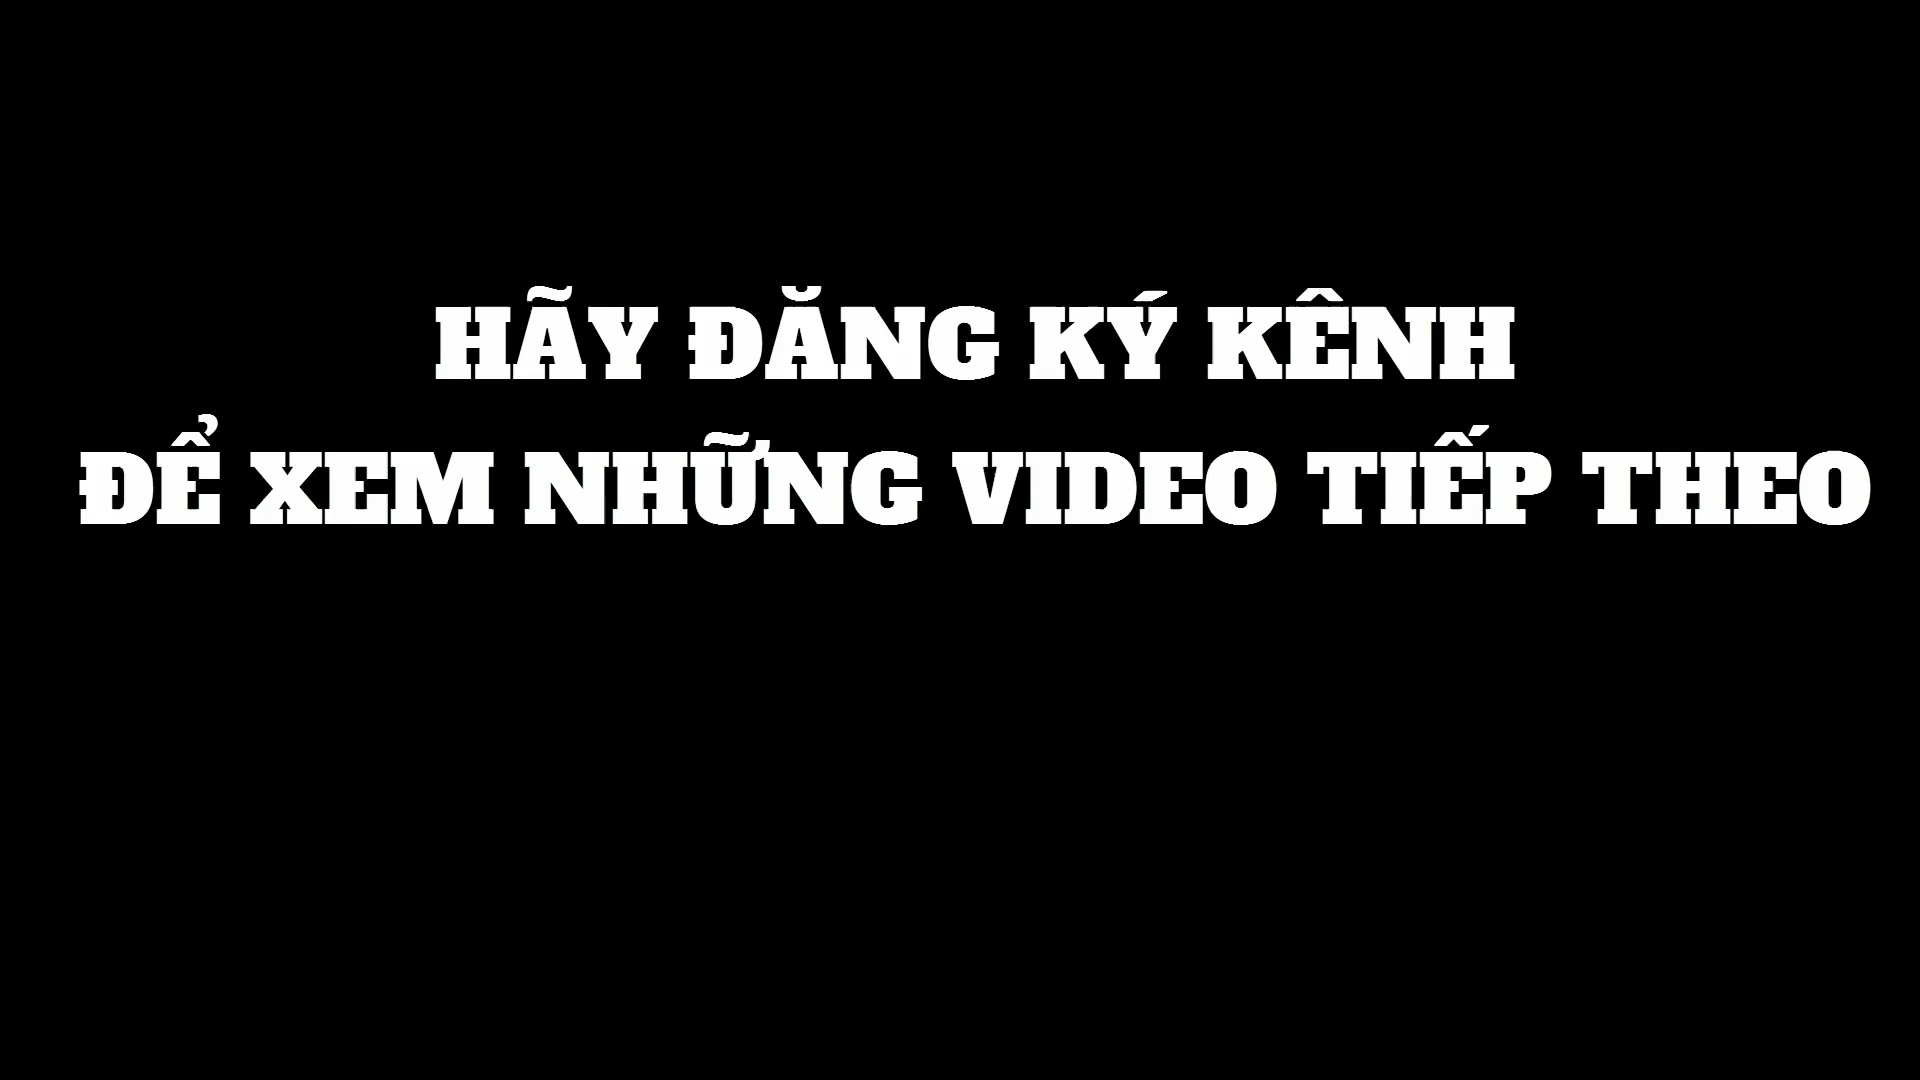 HÃY ĐĂNG KÝ KÊNH
ĐỂ XEM NHỮNG VIDEO TIẾP THEO